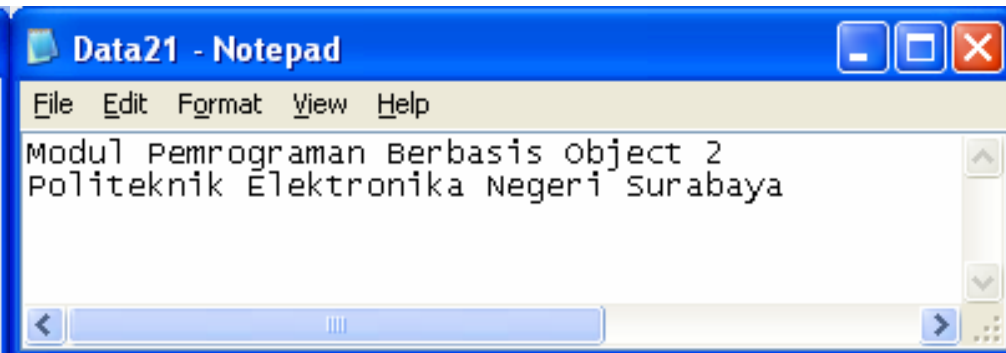 Data21 - Notepad
File Edit Format View Help
Modul Pemrograman Berbasis Object 2
Politeknik Elektronika Negeri Surabaya